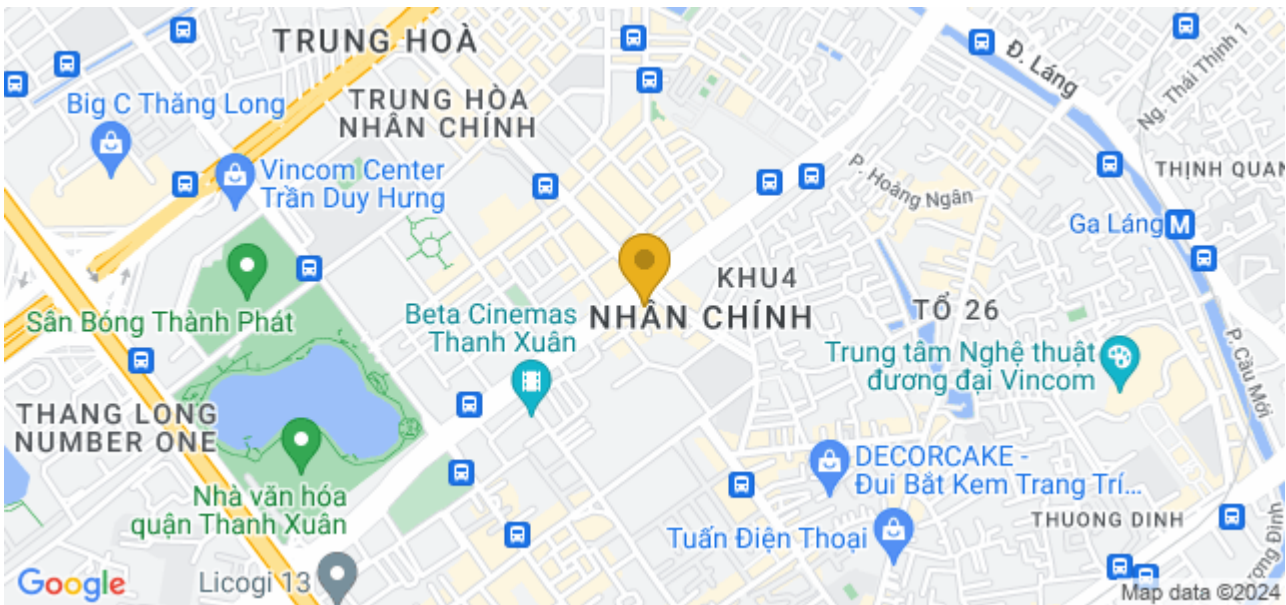 TRUNG HOÀ
Đ. Láng
Ng. Thái Thịnh 1
Big C Thăng Long
TRUNG HÒA
NHÂN CHÍNH
P. Hoàng Ngân
THỊNH QUAN
Vincom Center
Trần Duy Hưng
Ga Láng
M
KHU4
Sân Bóng Thành Phát
Beta Cinemas
Thanh Xuân
NHÂN CHÍNH
TỔ 26
Trung tâm Nghệ thuật
đương đại Vincom
P. Cầu Mới
THANG LONG
NUMBER ONE
DECORCAKE -
Đui Bắt Kem Trang Trí...
Nhà văn hóa
quận Thanh Xuân
Tuấn Điện Thoại
THUONG DINH
Licogi 13
Google
Map data ©2024